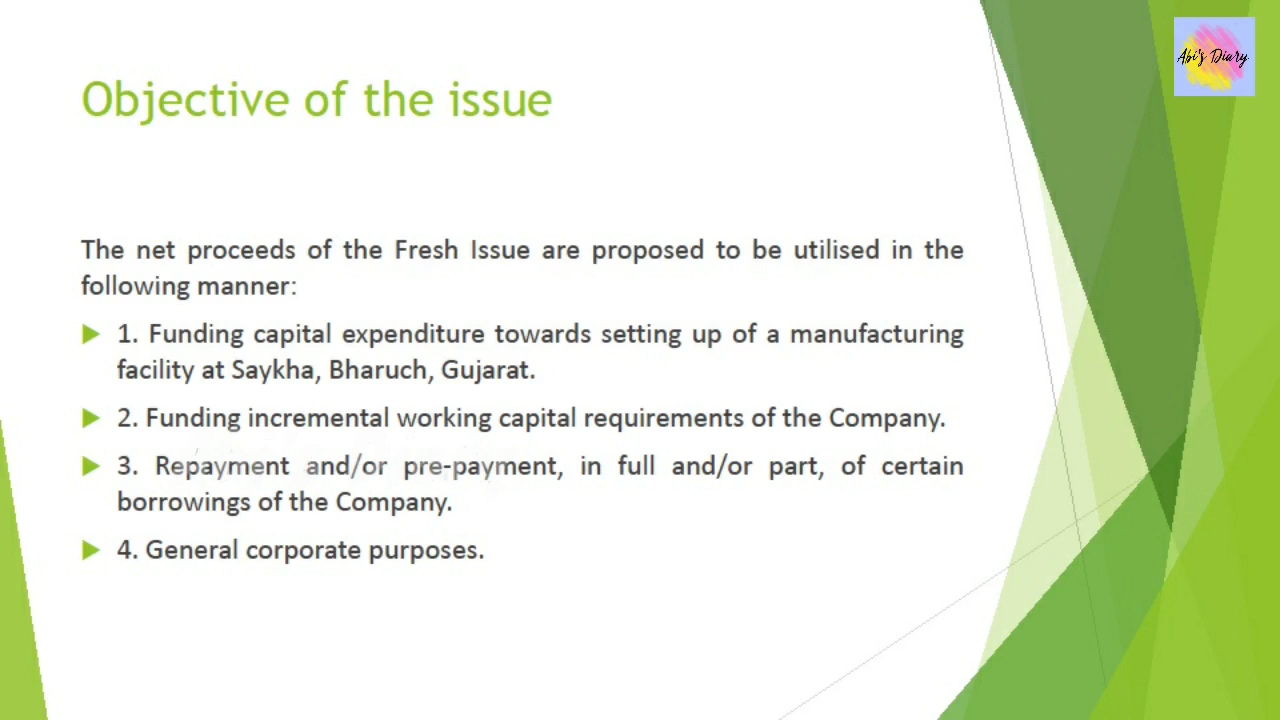 Abi's Diary
Objective of the issue
The net proceeds of the Fresh Issue are proposed to be utilised in the
following manner:
1. Funding capital expenditure towards setting up of a manufacturing
facility at Saykha, Bharuch, Gujarat.
2. Funding incremental working capital requirements of the Company.
3. Repayment and/or pre-payment, in full and/or part, of certain
borrowings of the Company.
4. General corporate purposes.